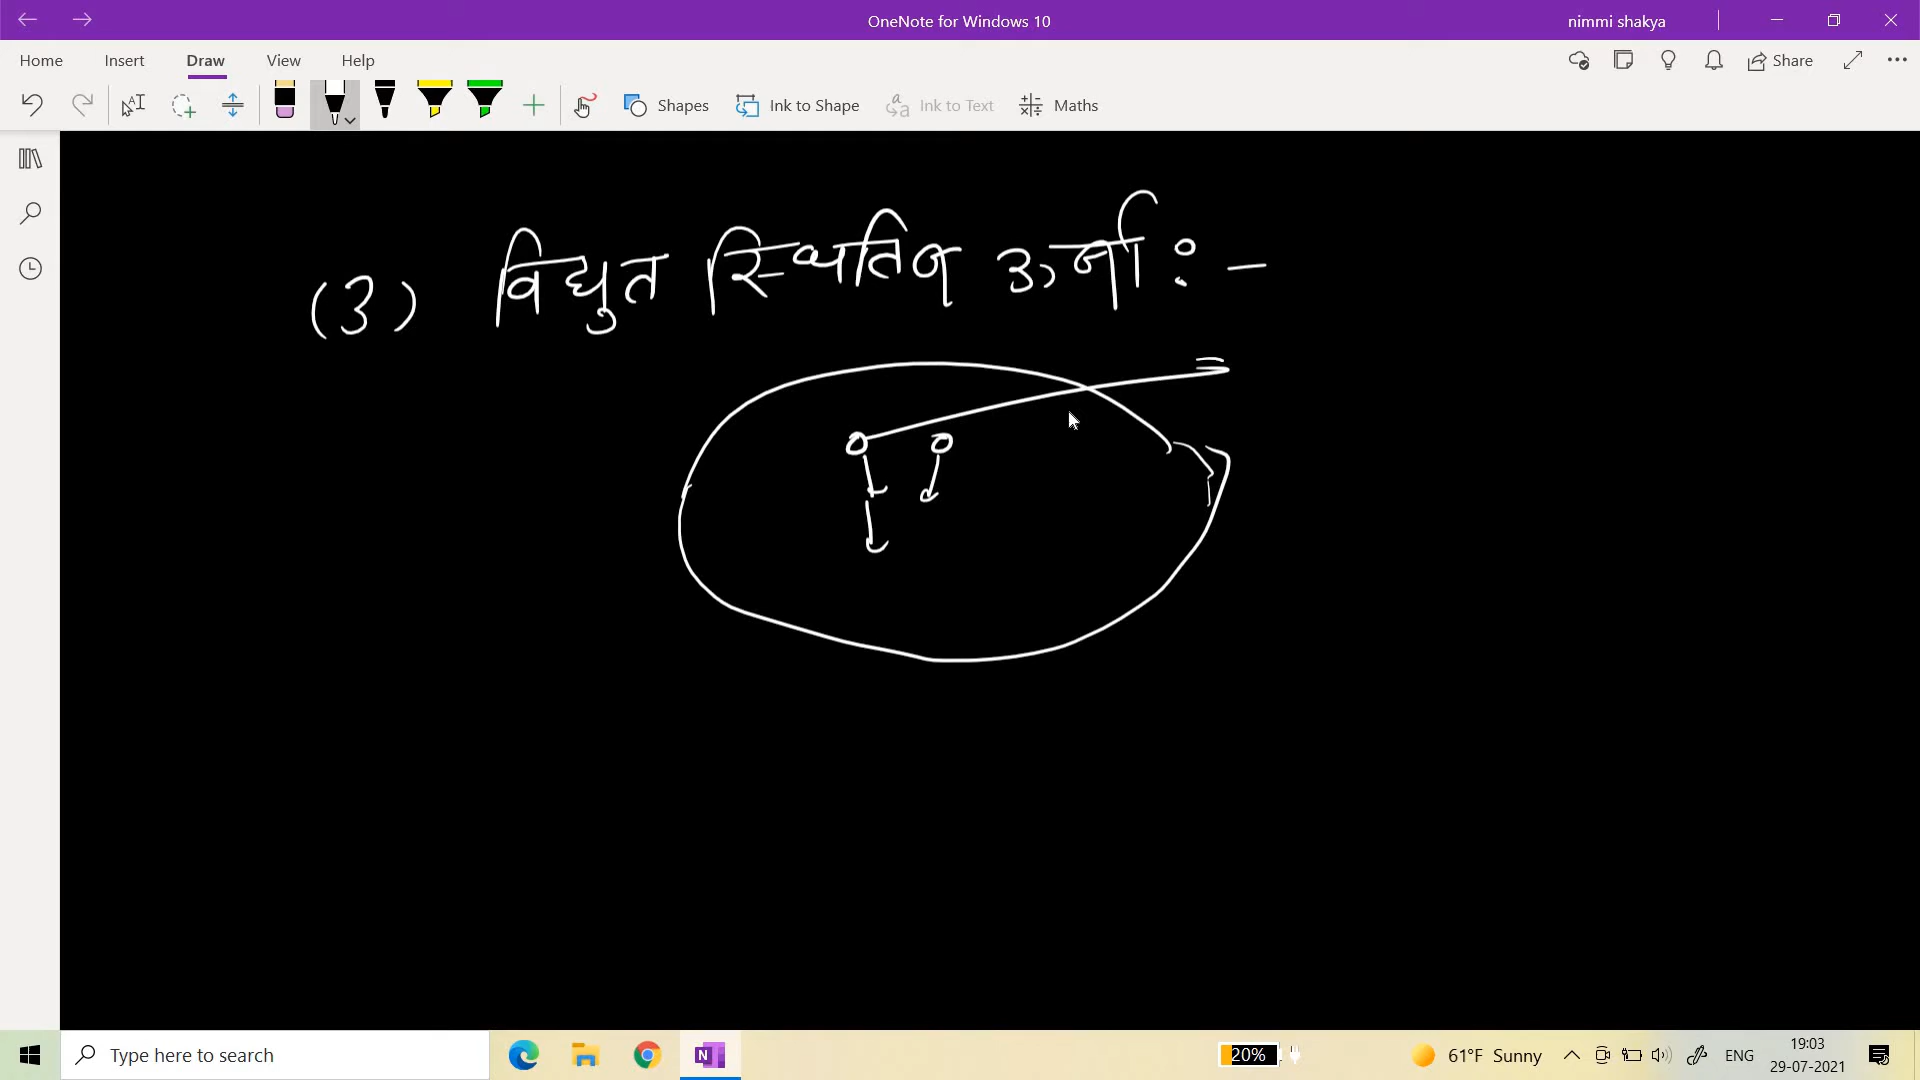 OneNote for Windows 10
nimmi shakya
Home Insert Draw View Help
Share
Shapes Ink to Shape Ink to Text Maths
(3) विद्युत स्थितिज ऊर्जा : -
Type here to search
20%
61°F Sunny
ENG
19:03
29-07-2021